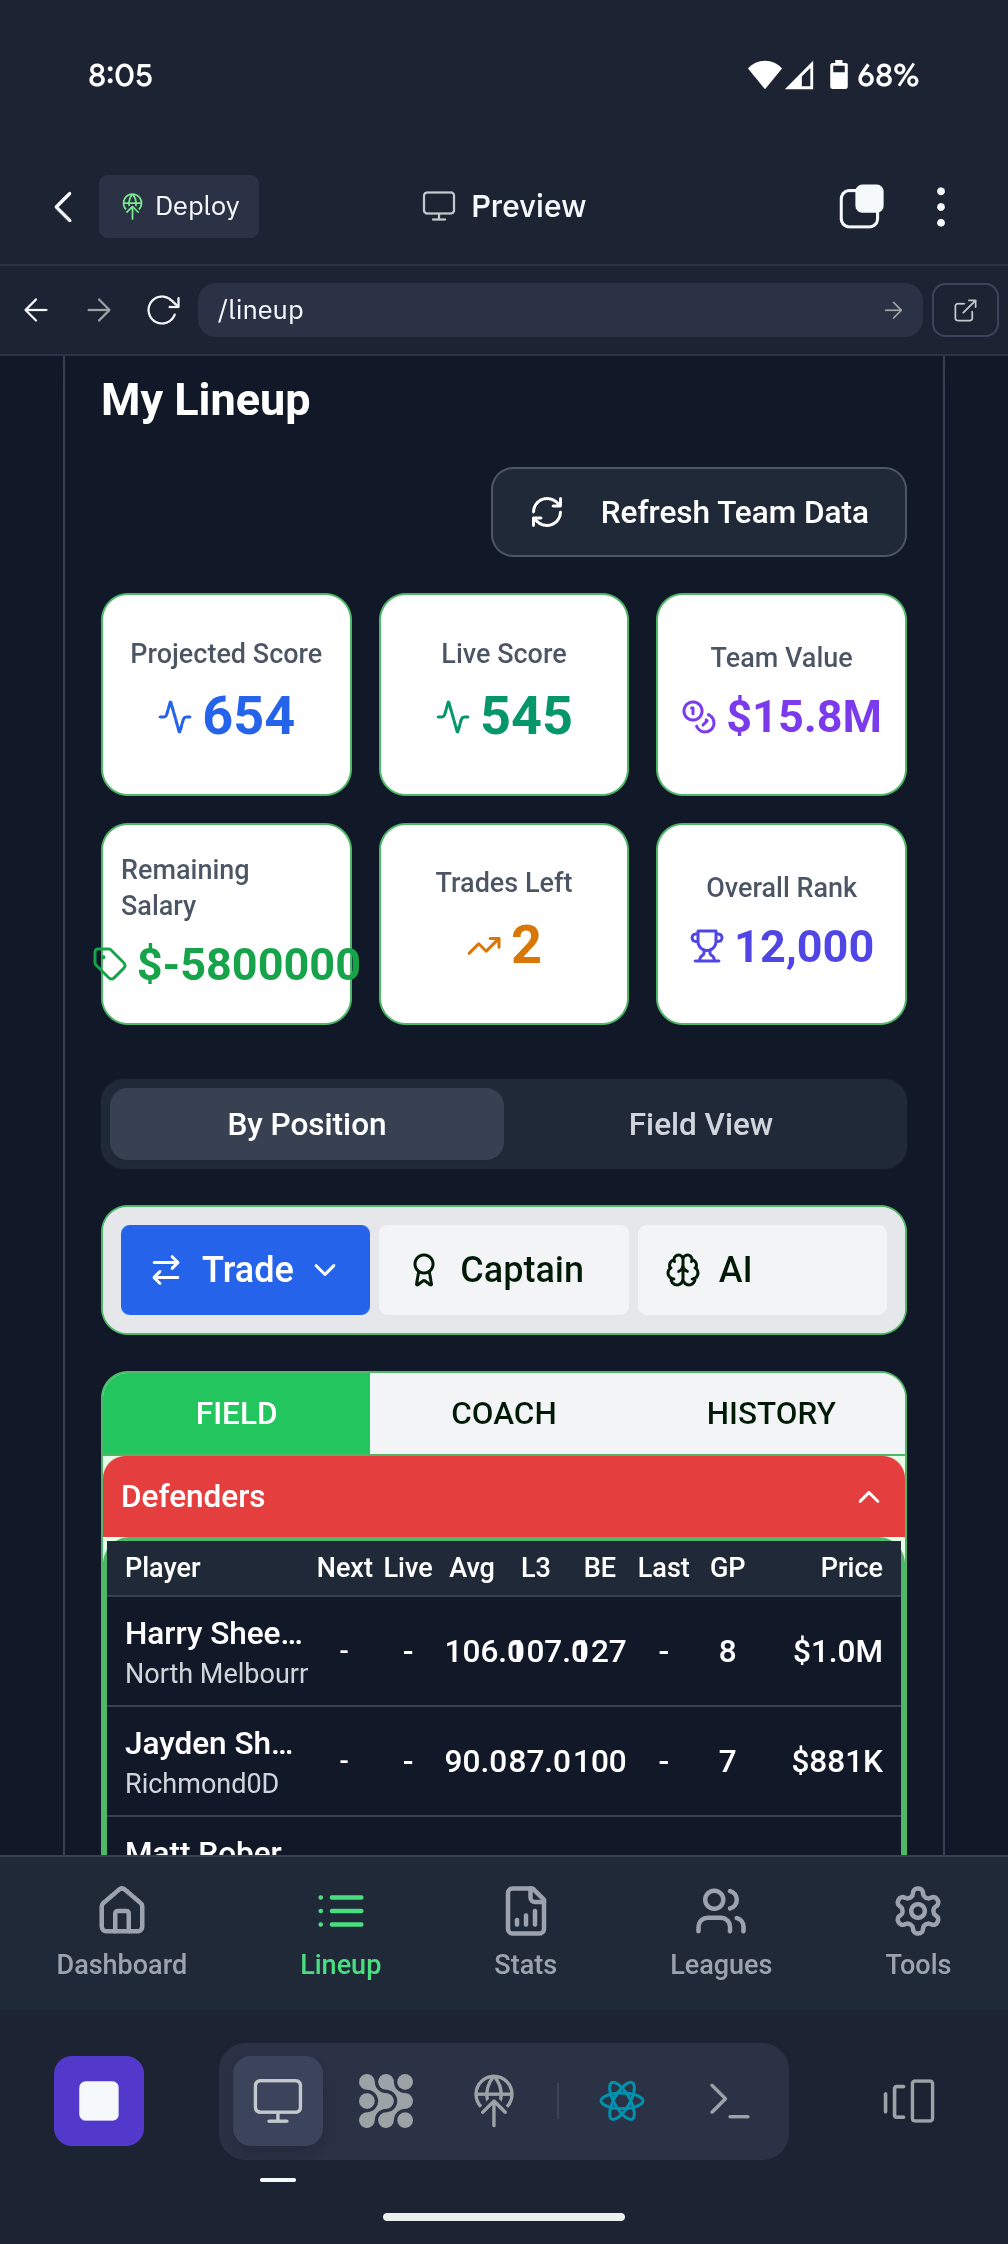 8:05
68%
Deploy
Preview
/lineup
My Lineup
Refresh Team Data
Projected Score
654
Live Score
545
Team Value
$15.8M
Remaining
Salary
$-5800000
Trades Left
2
Overall Rank
12,000
By Position
Field View
Trade
Captain
AI
FIELD
COACH
HISTORY
Defenders
Player Next Live Avg L3 BE Last GP Price
Harry Shee...
North Melbourr
- - 106.0 107.0 127 - 8 $1.0M
Jayden Sh...
Richmond0D
- - 90.0 87.0 100 - 7 $881K
Matt Rober
Dashboard
Lineup
Stats
Leagues
Tools